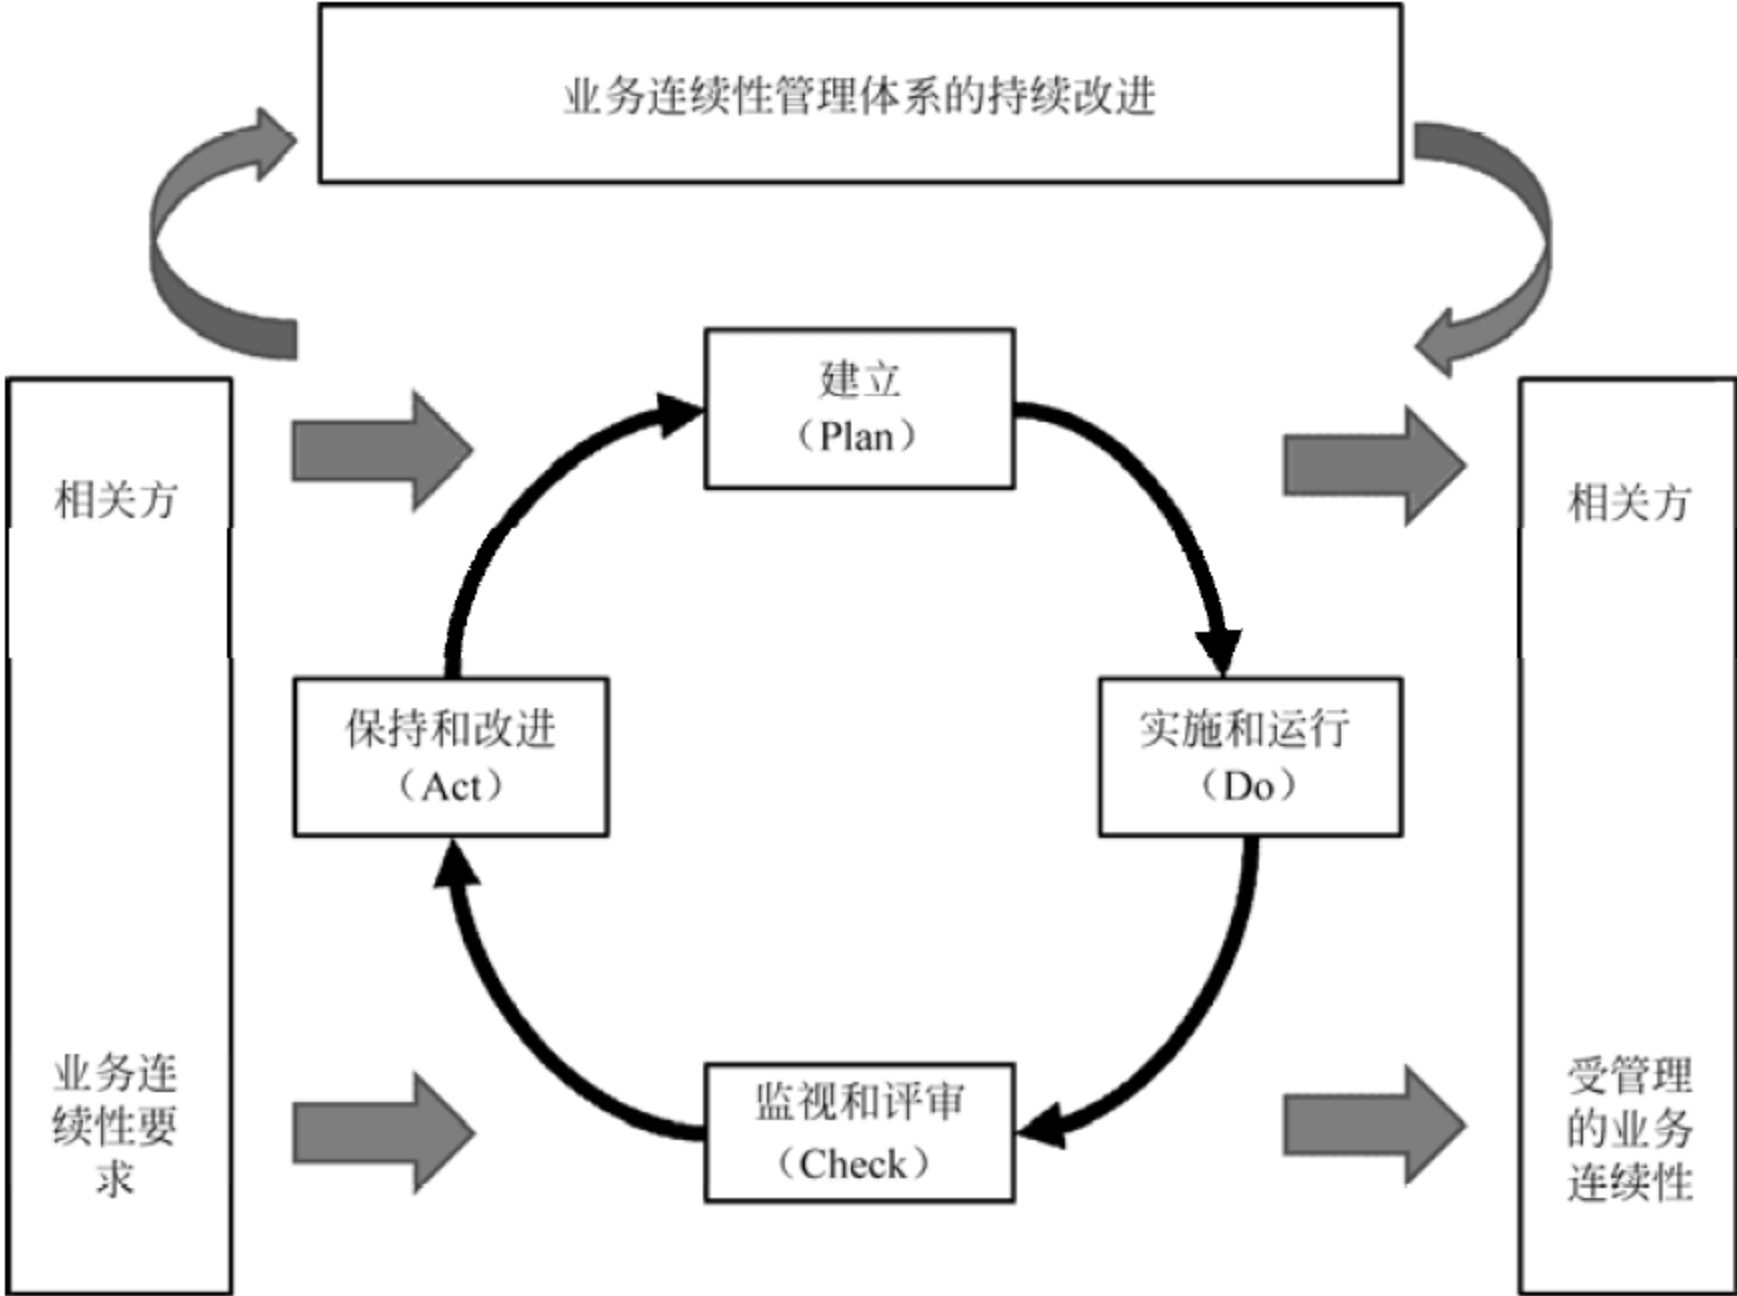 业务连续性管理体系的持续改进
建立
（Plan）
相关方
相关方
保持和改进
（Act）
实施和运行
（Do）
业务连
续性要
求
监视和评审
（Check）
受管理
的业务
连续性